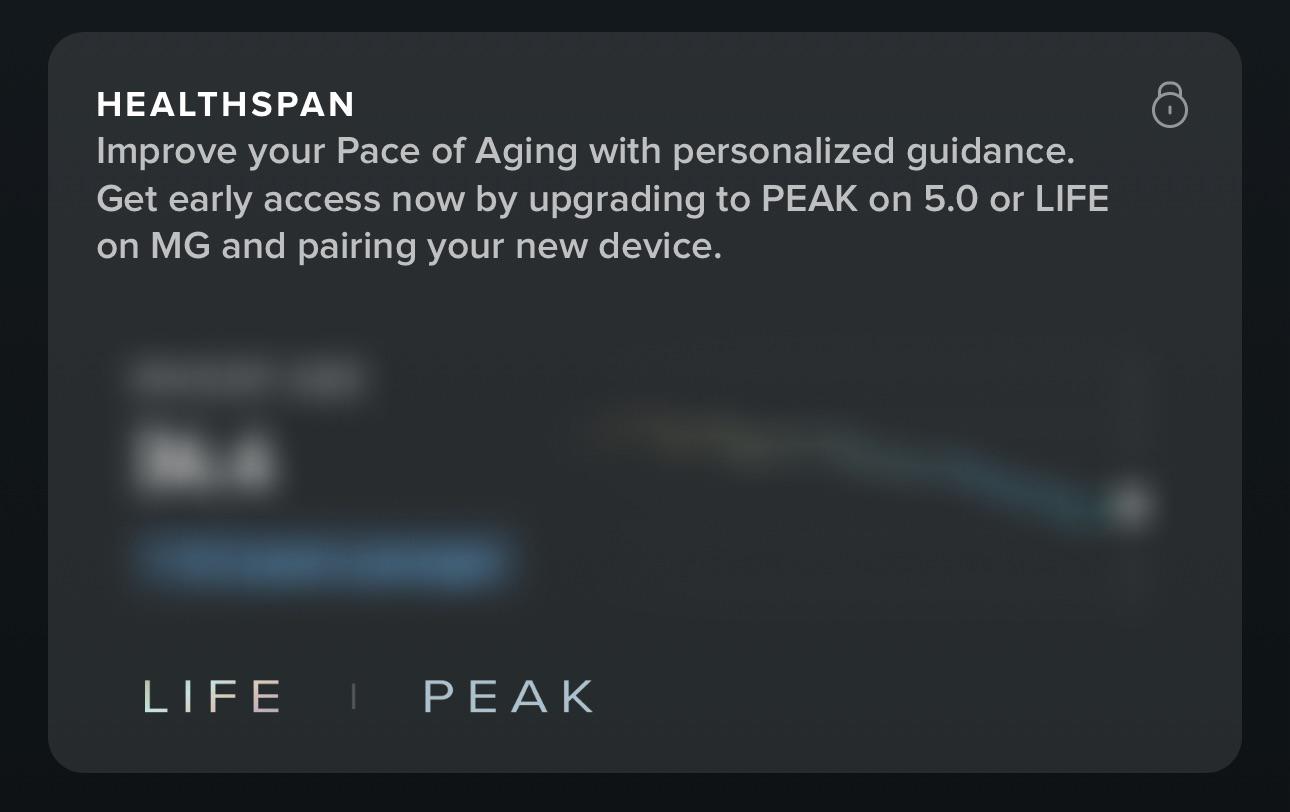 HEALTHSPAN
Improve your Pace of Aging with personalized guidance.
Get early access now by upgrading to PEAK on 5.0 or LIFE
on MG and pairing your new device.
LIFE | PEAK